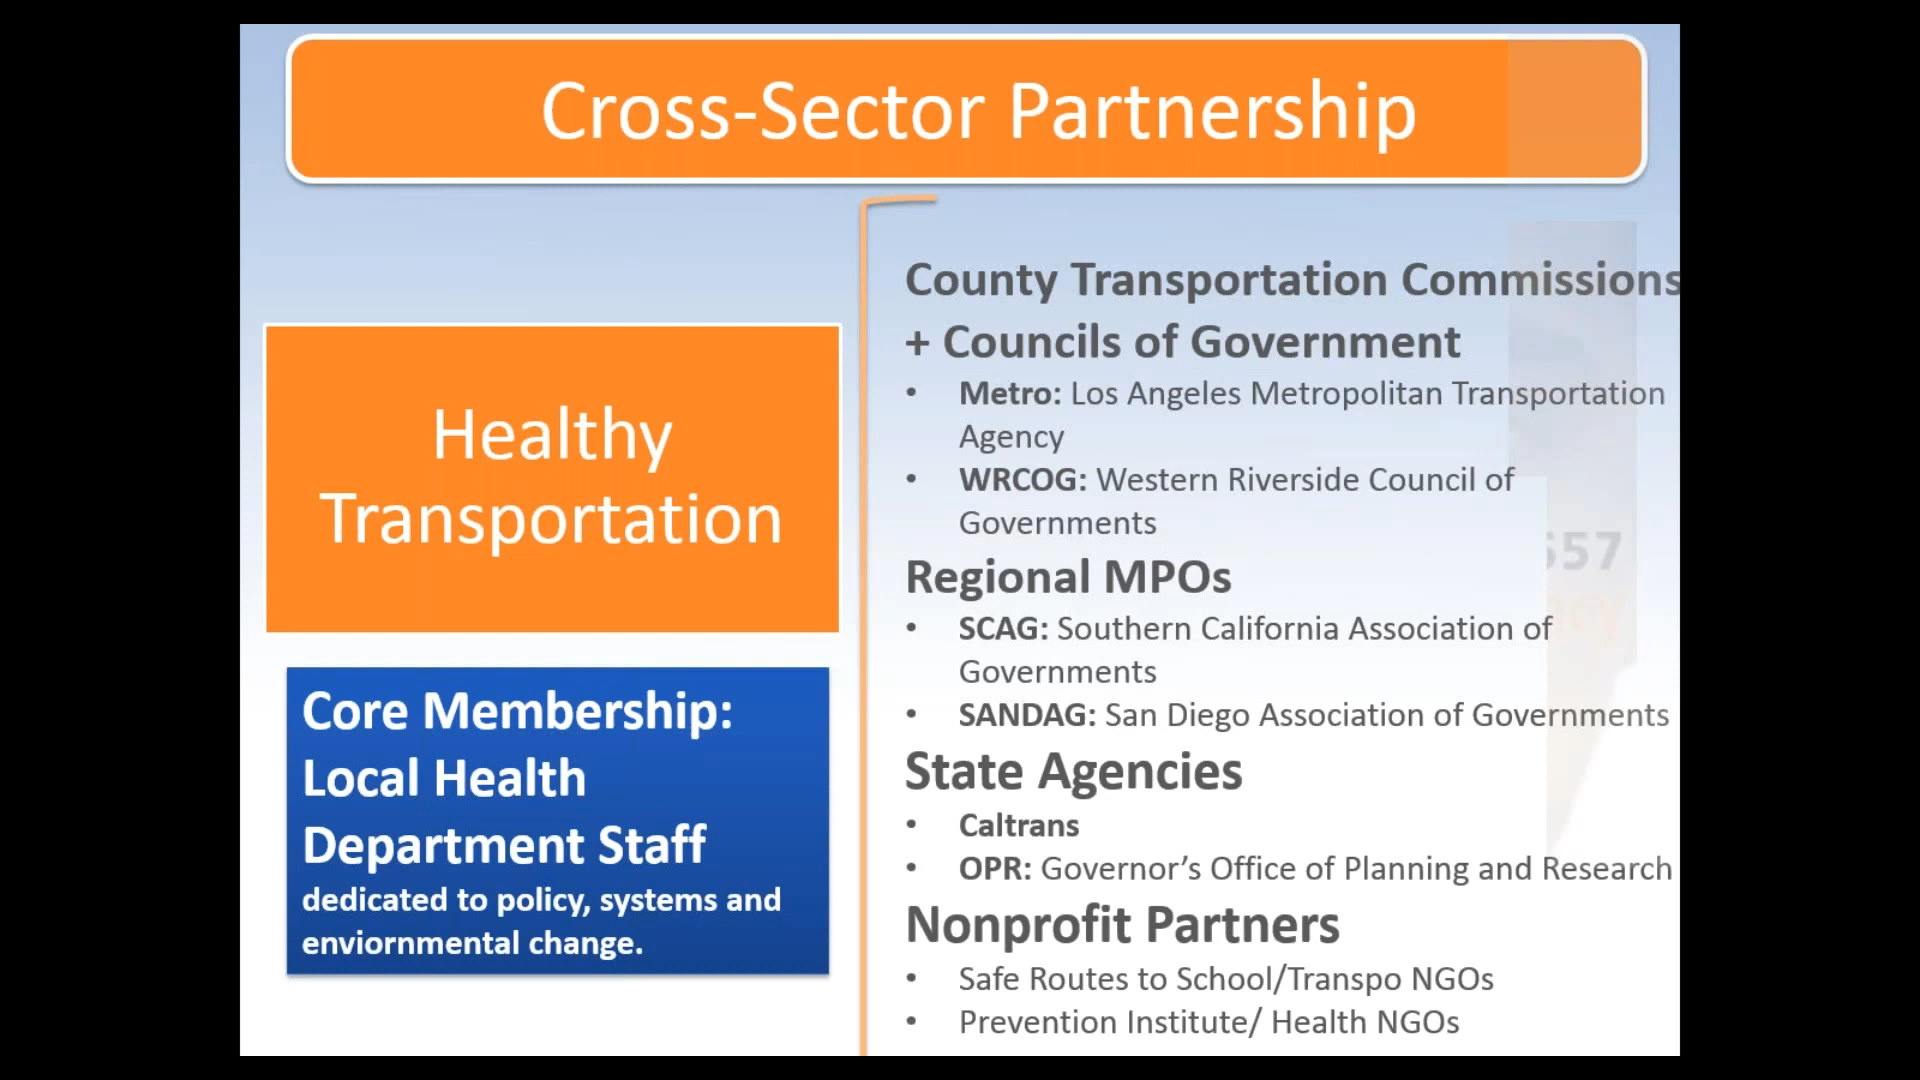 Cross-Sector Partnership
Healthy
Transportation
Core Membership:
Local Health
Department Staff
dedicated to policy, systems and
enviornmental change.
County Transportation Commissions
+ Councils of Government
• Metro: Los Angeles Metropolitan Transportation
Agency
• WRCOG: Western Riverside Council of
Governments
Regional MPOs
• SCAG: Southern California Association of
Governments
• SANDAG: San Diego Association of Governments
State Agencies
• Caltrans
• OPR: Governor's Office of Planning and Research
Nonprofit Partners
• Safe Routes to School/Transpo NGOs
• Prevention Institute/ Health NGOs